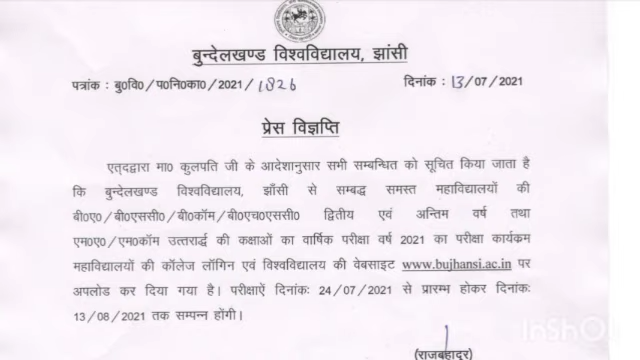 बुन्देलखण्ड विश्वविद्यालय, झांसी
पत्रांक : बु0वि0/प0नि0का0/2021/1826 दिनांक : 13/07/2021
प्रेस विज्ञप्ति
एत्द्वारा मा0 कुलपति जी के आदेशानुसार सभी सम्बन्धित को सूचित किया जाता है
कि बुन्देलखण्ड विश्वविद्यालय, झाँसी से सम्बद्ध समस्त महाविद्यालयों की
बी0ए0/बी0एससी0/बी0कॉम/बी0एच0एससी0 द्वितीय एवं अन्तिम वर्ष तथा
एम0ए0/एम0कॉम उत्तरार्द्ध की कक्षाओं का वार्षिक परीक्षा वर्ष 2021 का परीक्षा कार्यक्रम
महाविद्यालयों की कॉलेज लॉगिन एवं विश्वविद्यालय की वेबसाइट www.bujhansi.ac.in पर
अपलोड कर दिया गया है। परीक्षाऐं दिनांकः 24/07/2021 से प्रारम्भ होकर दिनांकः
13/08/2021 तक सम्पन्न होंगी।
(राजबहादुर)
InShOt